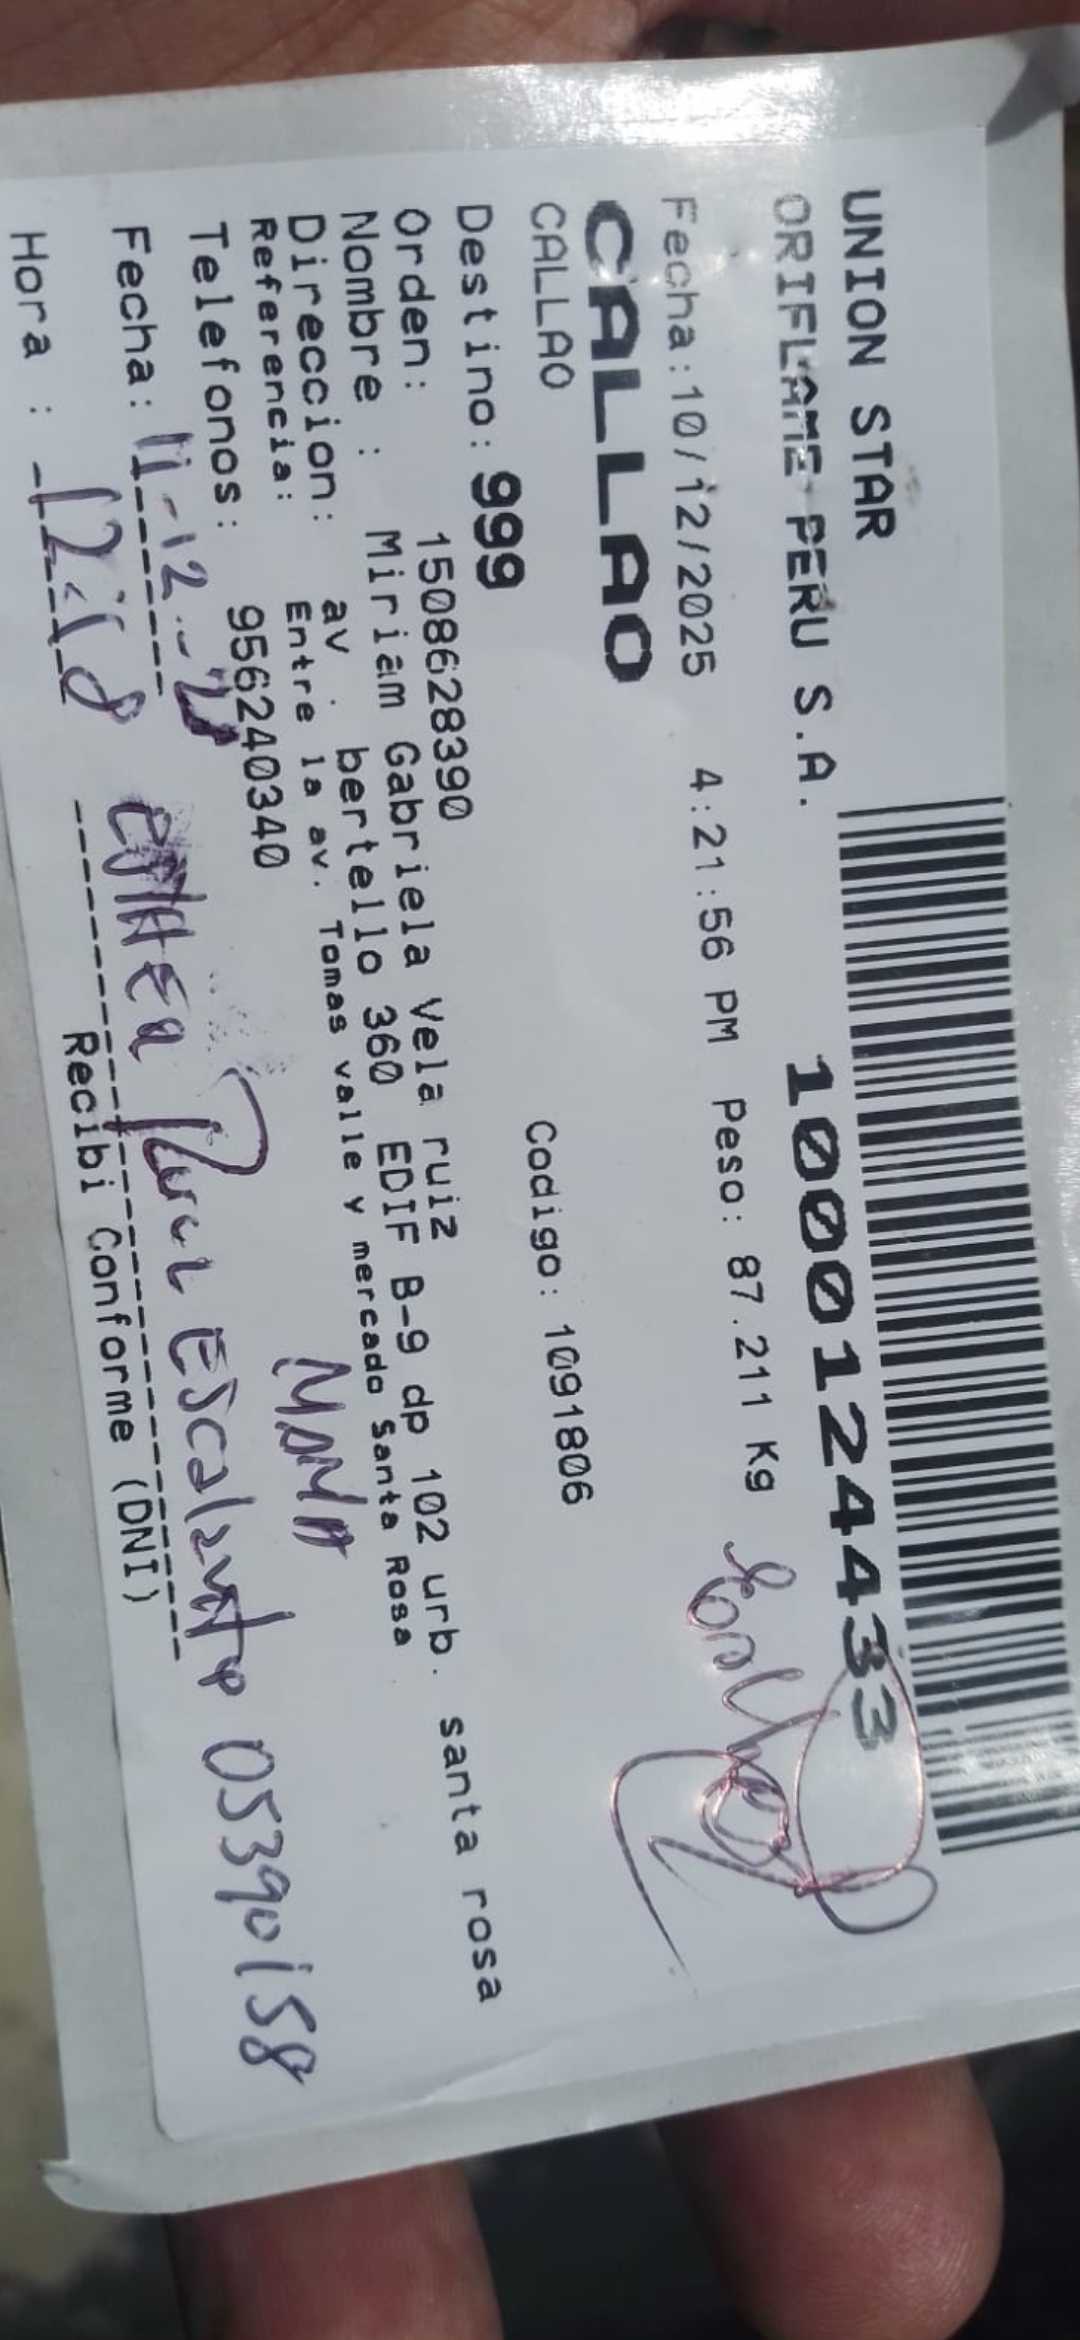 UNION STAR
ORIFLAME PERU S.A. 1000124433
Fecha:10/12/2025 4:21:56 PM Peso: 87.211 Kg
CALLAO
CALLAO Codigo: 1091806
Destino: 999
Orden: 1508628390
Nombre : Miriam Gabriela Vela ruiz
Direccion: av. bertello 360 EDIF B-9 dp 102 urb. santa rosa
Referencia: Entre la av. Tomas valle y mercado Santa Rosa
Telefonos: 956240340
MAMA
Fecha: 11-12-25
Escalante 05390158
Hora : 12:18
Recibi Conforme (DNI)